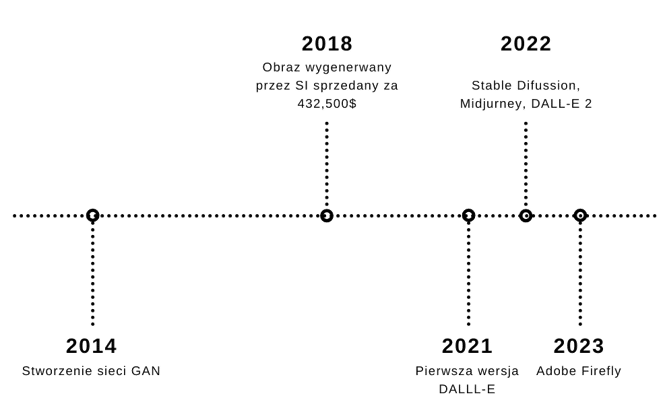 2018
Obraz wygenerwany
przez SI sprzedany za
432,500$
2022
Stable Difussion,
Midjurney, DALL-E 2
2014
Stworzenie sieci GAN
2021
Pierwsza wersja
DALLL-E
2023
Adobe Firefly